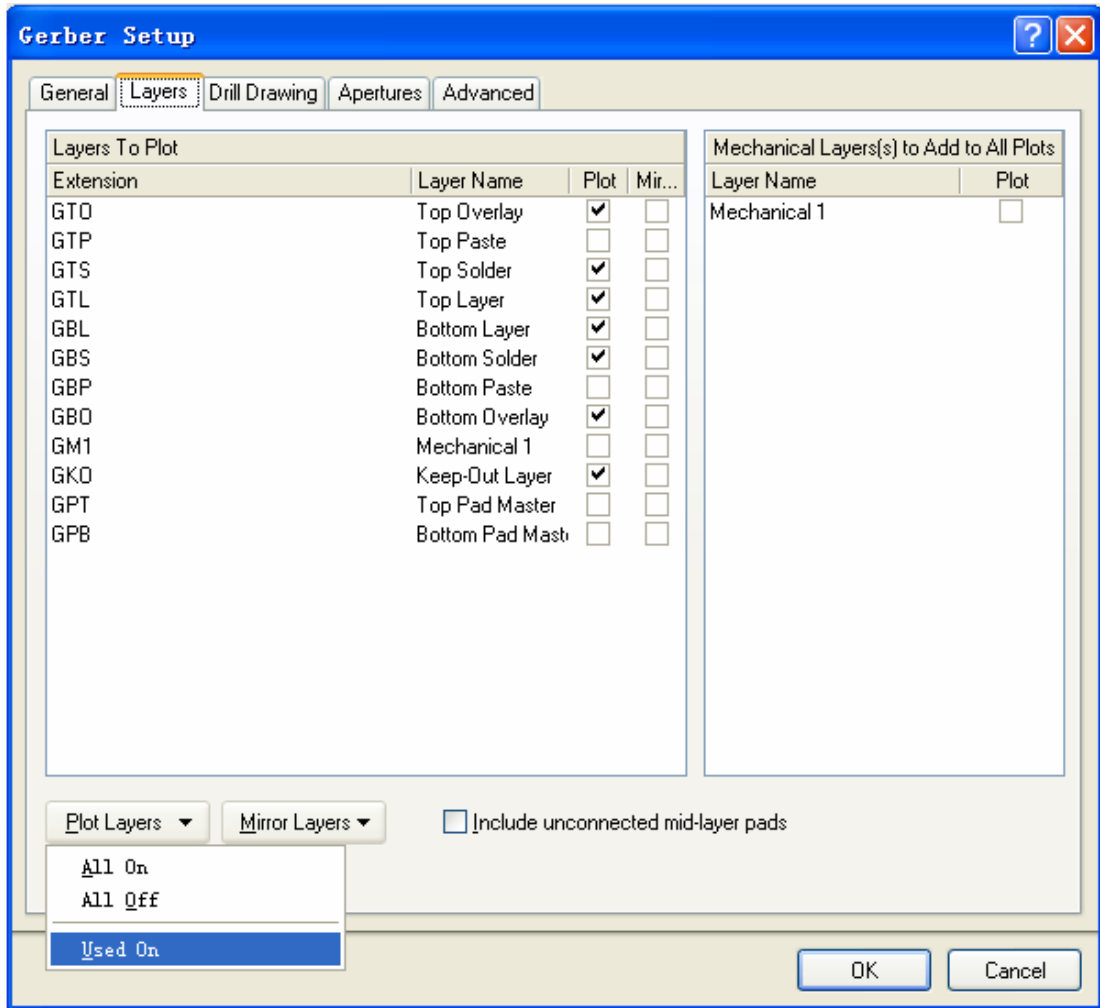 Gerber Setup
General Layers Drill Drawing Apertures Advanced
Layers To Plot
Extension Layer Name Plot Mir...
GTO Top Overlay
GTP Top Paste
GTS Top Solder
GTL Top Layer
GBL Bottom Layer
GBS Bottom Solder
GBP Bottom Paste
GBO Bottom Overlay
GM1 Mechanical 1
GKO Keep-Out Layer
GPT Top Pad Master
GPB Bottom Pad Maste
Mechanical Layers(s) to Add to All Plots
Layer Name Plot
Mechanical 1
Plot Layers Mirror Layers Include unconnected mid-layer pads
All On
All Off
Used On
OK Cancel